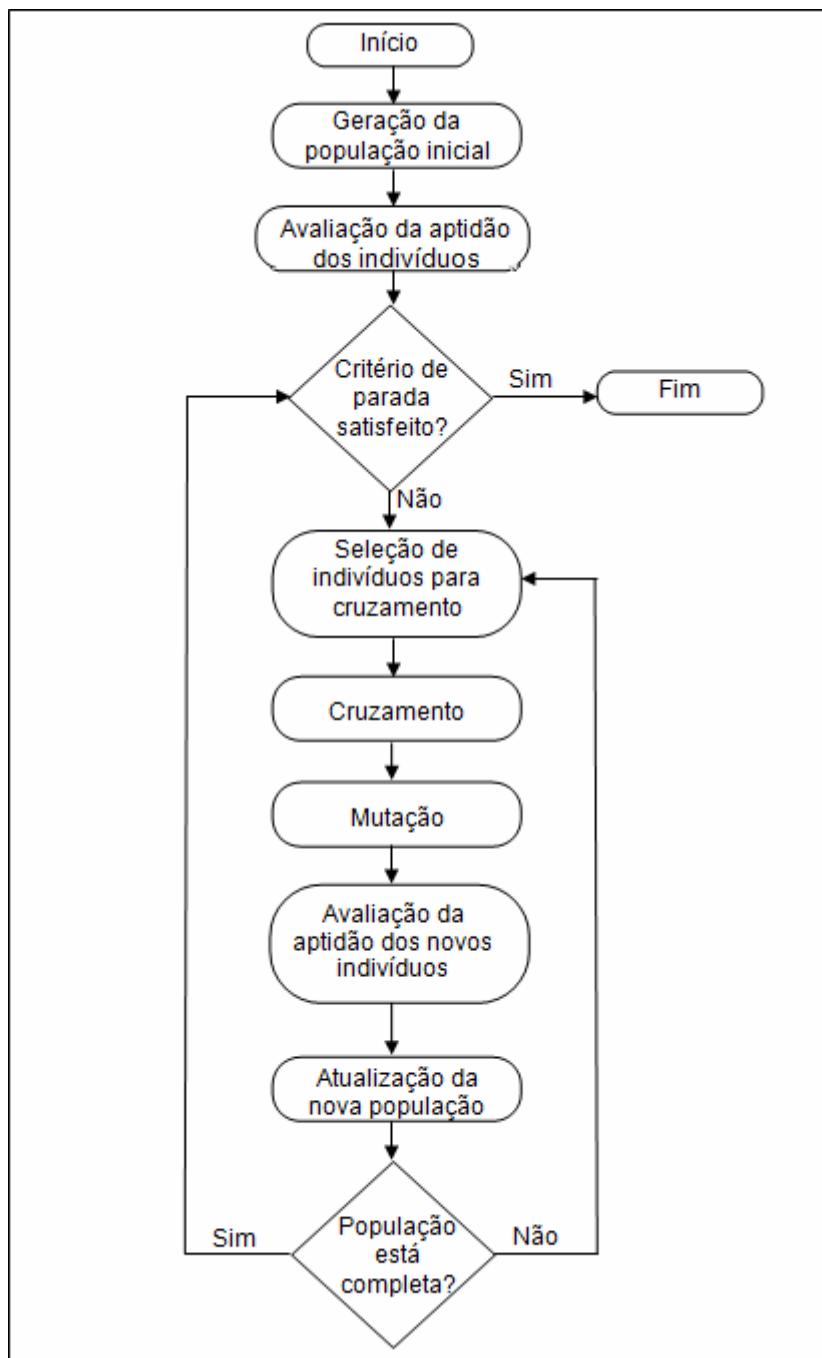 Início
Geração da
população inicial
Avaliação da aptidão
dos indivíduos
Critério de
parada
satisfeito?
Sim
Fim
Não
Seleção de
indivíduos para
cruzamento
Cruzamento
Mutação
Avaliação da
aptidão dos novos
indivíduos
Atualização da
nova população
População
está
completa?
Sim
Não